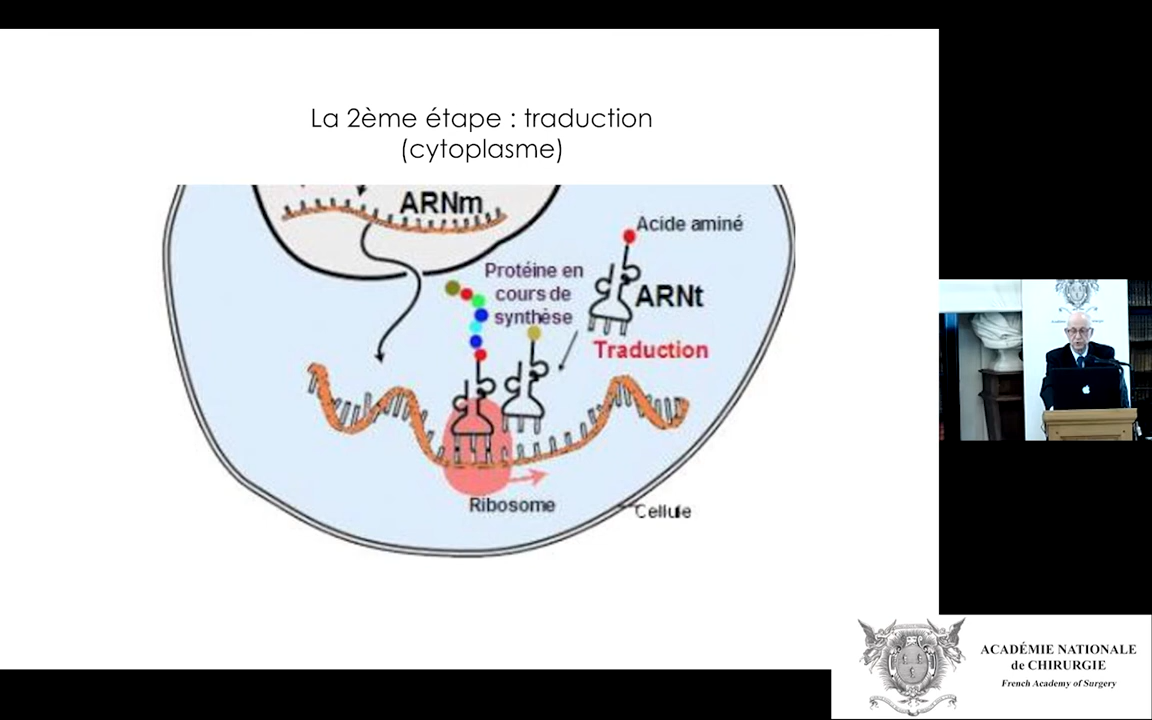 La 2ème étape : traduction
(cytoplasme)
ARNm
Acide aminé
Protéine en
cours de
synthèse
ARNt
Traduction
Ribosome
Cellule
ACADÉMIE NATIONALE
de CHIRURGIE
French Academy of Surgery